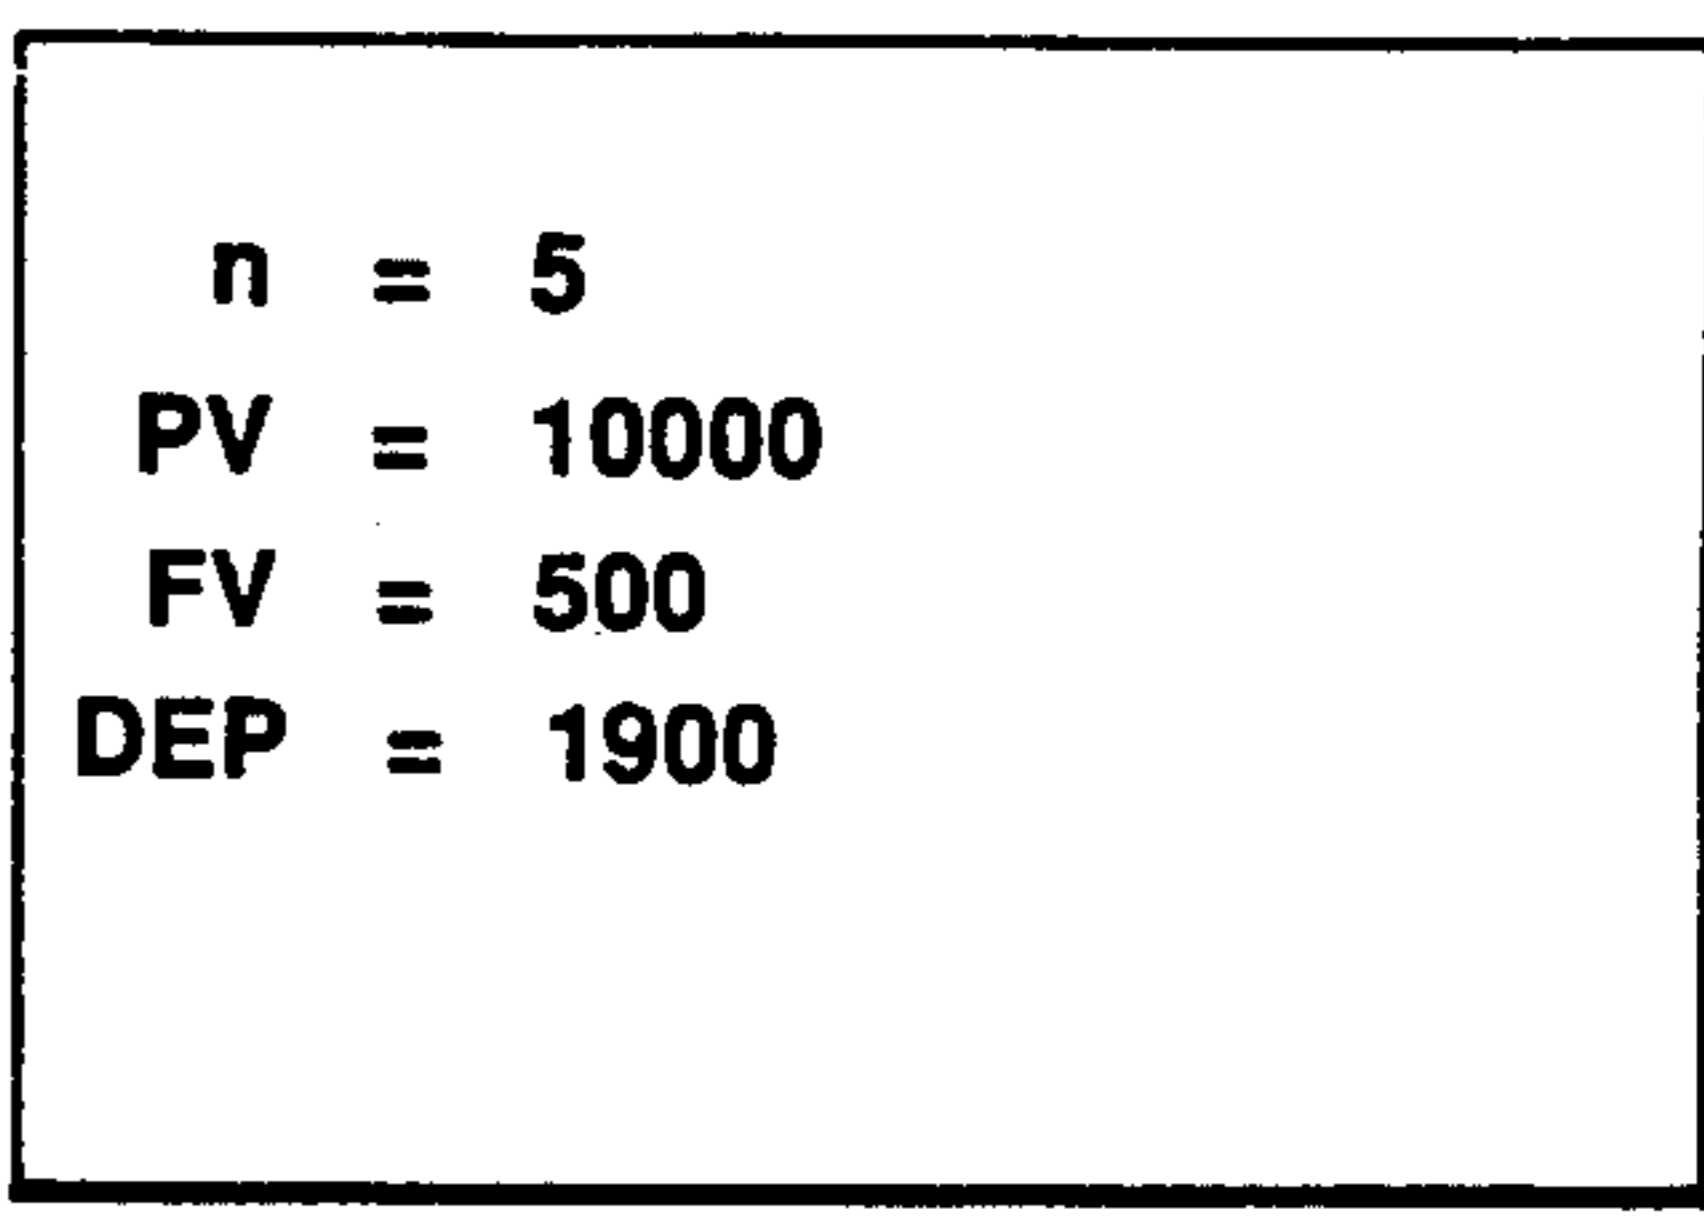 n = 5
PV = 10000
FV = 500
DEP = 1900